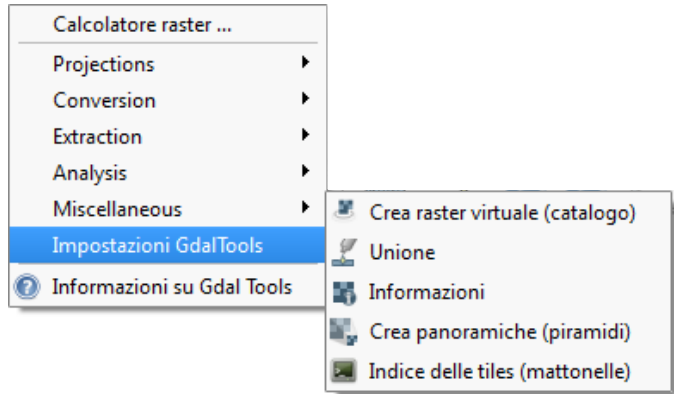 Calcolatore raster ...
Projections
Conversion
Extraction
Analysis
Miscellaneous
Impostazioni GdalTools
Informazioni su Gdal Tools
Crea raster virtuale (catalogo)
Unione
Informazioni
Crea panoramiche (piramidi)
Indice delle tiles (mattonelle)